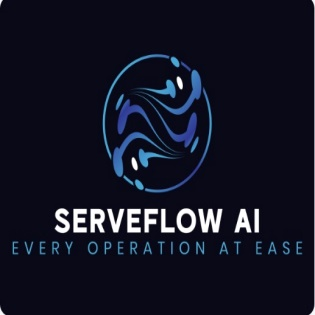 SERVEFLOW AI
EVERY OPERATION AT EASE